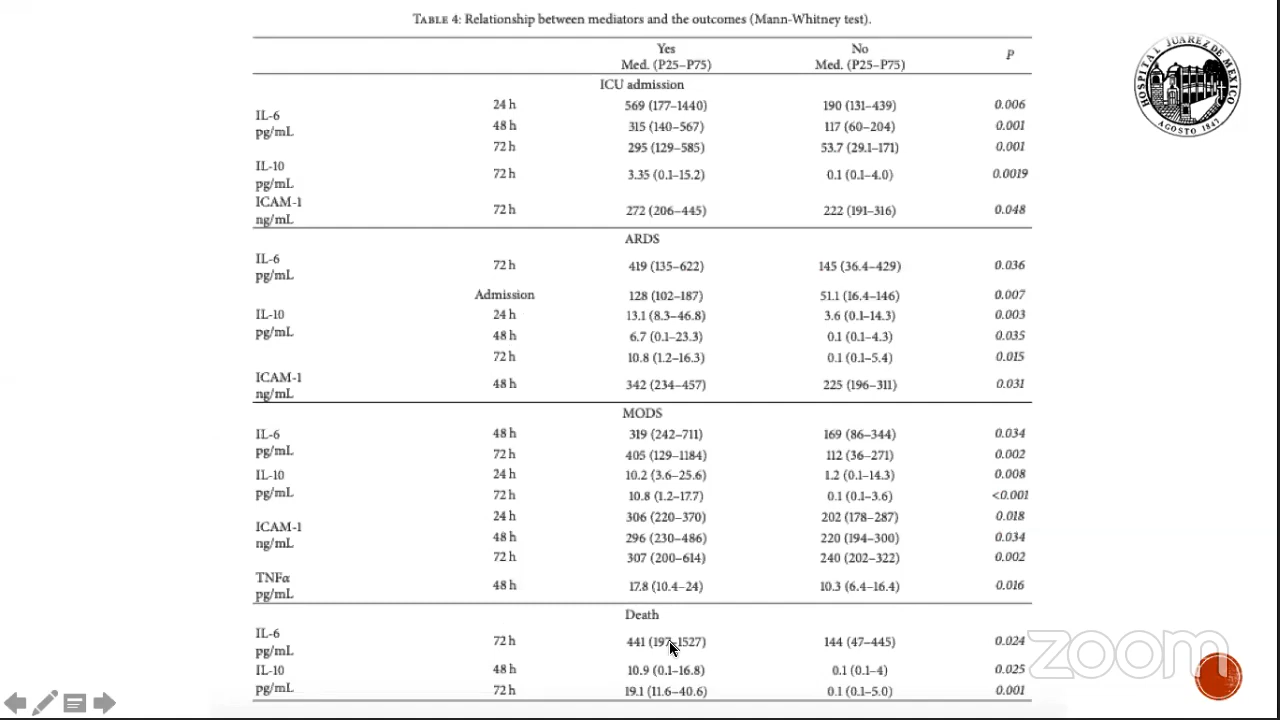 TABLE 4: Relationship between mediators and the outcomes (Mann-Whitney test).
Yes No P
Med. (P25–P75) Med. (P25–P75)
ICU admission
IL-6 pg/mL 24 h 569 (177–1440) 190 (131–439) 0.006
48 h 315 (140–567) 117 (60–204) 0.001
72 h 295 (129–585) 53.7 (29.1–171) 0.001
IL-10 pg/mL 72 h 3.35 (0.1–15.2) 0.1 (0.1–4.0) 0.0019
ICAM-1 ng/mL 72 h 272 (206–445) 222 (191–316) 0.048
ARDS
IL-6 pg/mL 72 h 419 (135–622) 145 (36.4–429) 0.036
Admission 128 (102–187) 51.1 (16.4–146) 0.007
IL-10 pg/mL 24 h 13.1 (8.3–46.8) 3.6 (0.1–14.3) 0.003
48 h 6.7 (0.1–23.3) 0.1 (0.1–4.3) 0.035
72 h 10.8 (1.2–16.3) 0.1 (0.1–5.4) 0.015
ICAM-1 ng/mL 48 h 342 (234–457) 225 (196–311) 0.031
MODS
IL-6 pg/mL 48 h 319 (242–711) 169 (86–344) 0.034
72 h 405 (129–1184) 112 (36–271) 0.002
IL-10 pg/mL 24 h 10.2 (3.6–25.6) 1.2 (0.1–14.3) 0.008
72 h 10.8 (1.2–17.7) 0.1 (0.1–3.6) <0.001
ICAM-1 ng/mL 24 h 306 (220–370) 202 (178–287) 0.018
48 h 296 (230–486) 220 (194–300) 0.034
72 h 307 (200–614) 240 (202–322) 0.002
TNFα pg/mL 48 h 17.8 (10.4–24) 10.3 (6.4–16.4) 0.016
Death
IL-6 pg/mL 72 h 441 (197–1527) 144 (47–445) 0.024
IL-10 pg/mL 48 h 10.9 (0.1–16.8) 0.1 (0.1–4) 0.025
72 h 19.1 (11.6–40.6) 0.1 (0.1–5.0) 0.001
HOSPITAL JUAREZ DE MEXICO
AGOSTO 1847
zoom